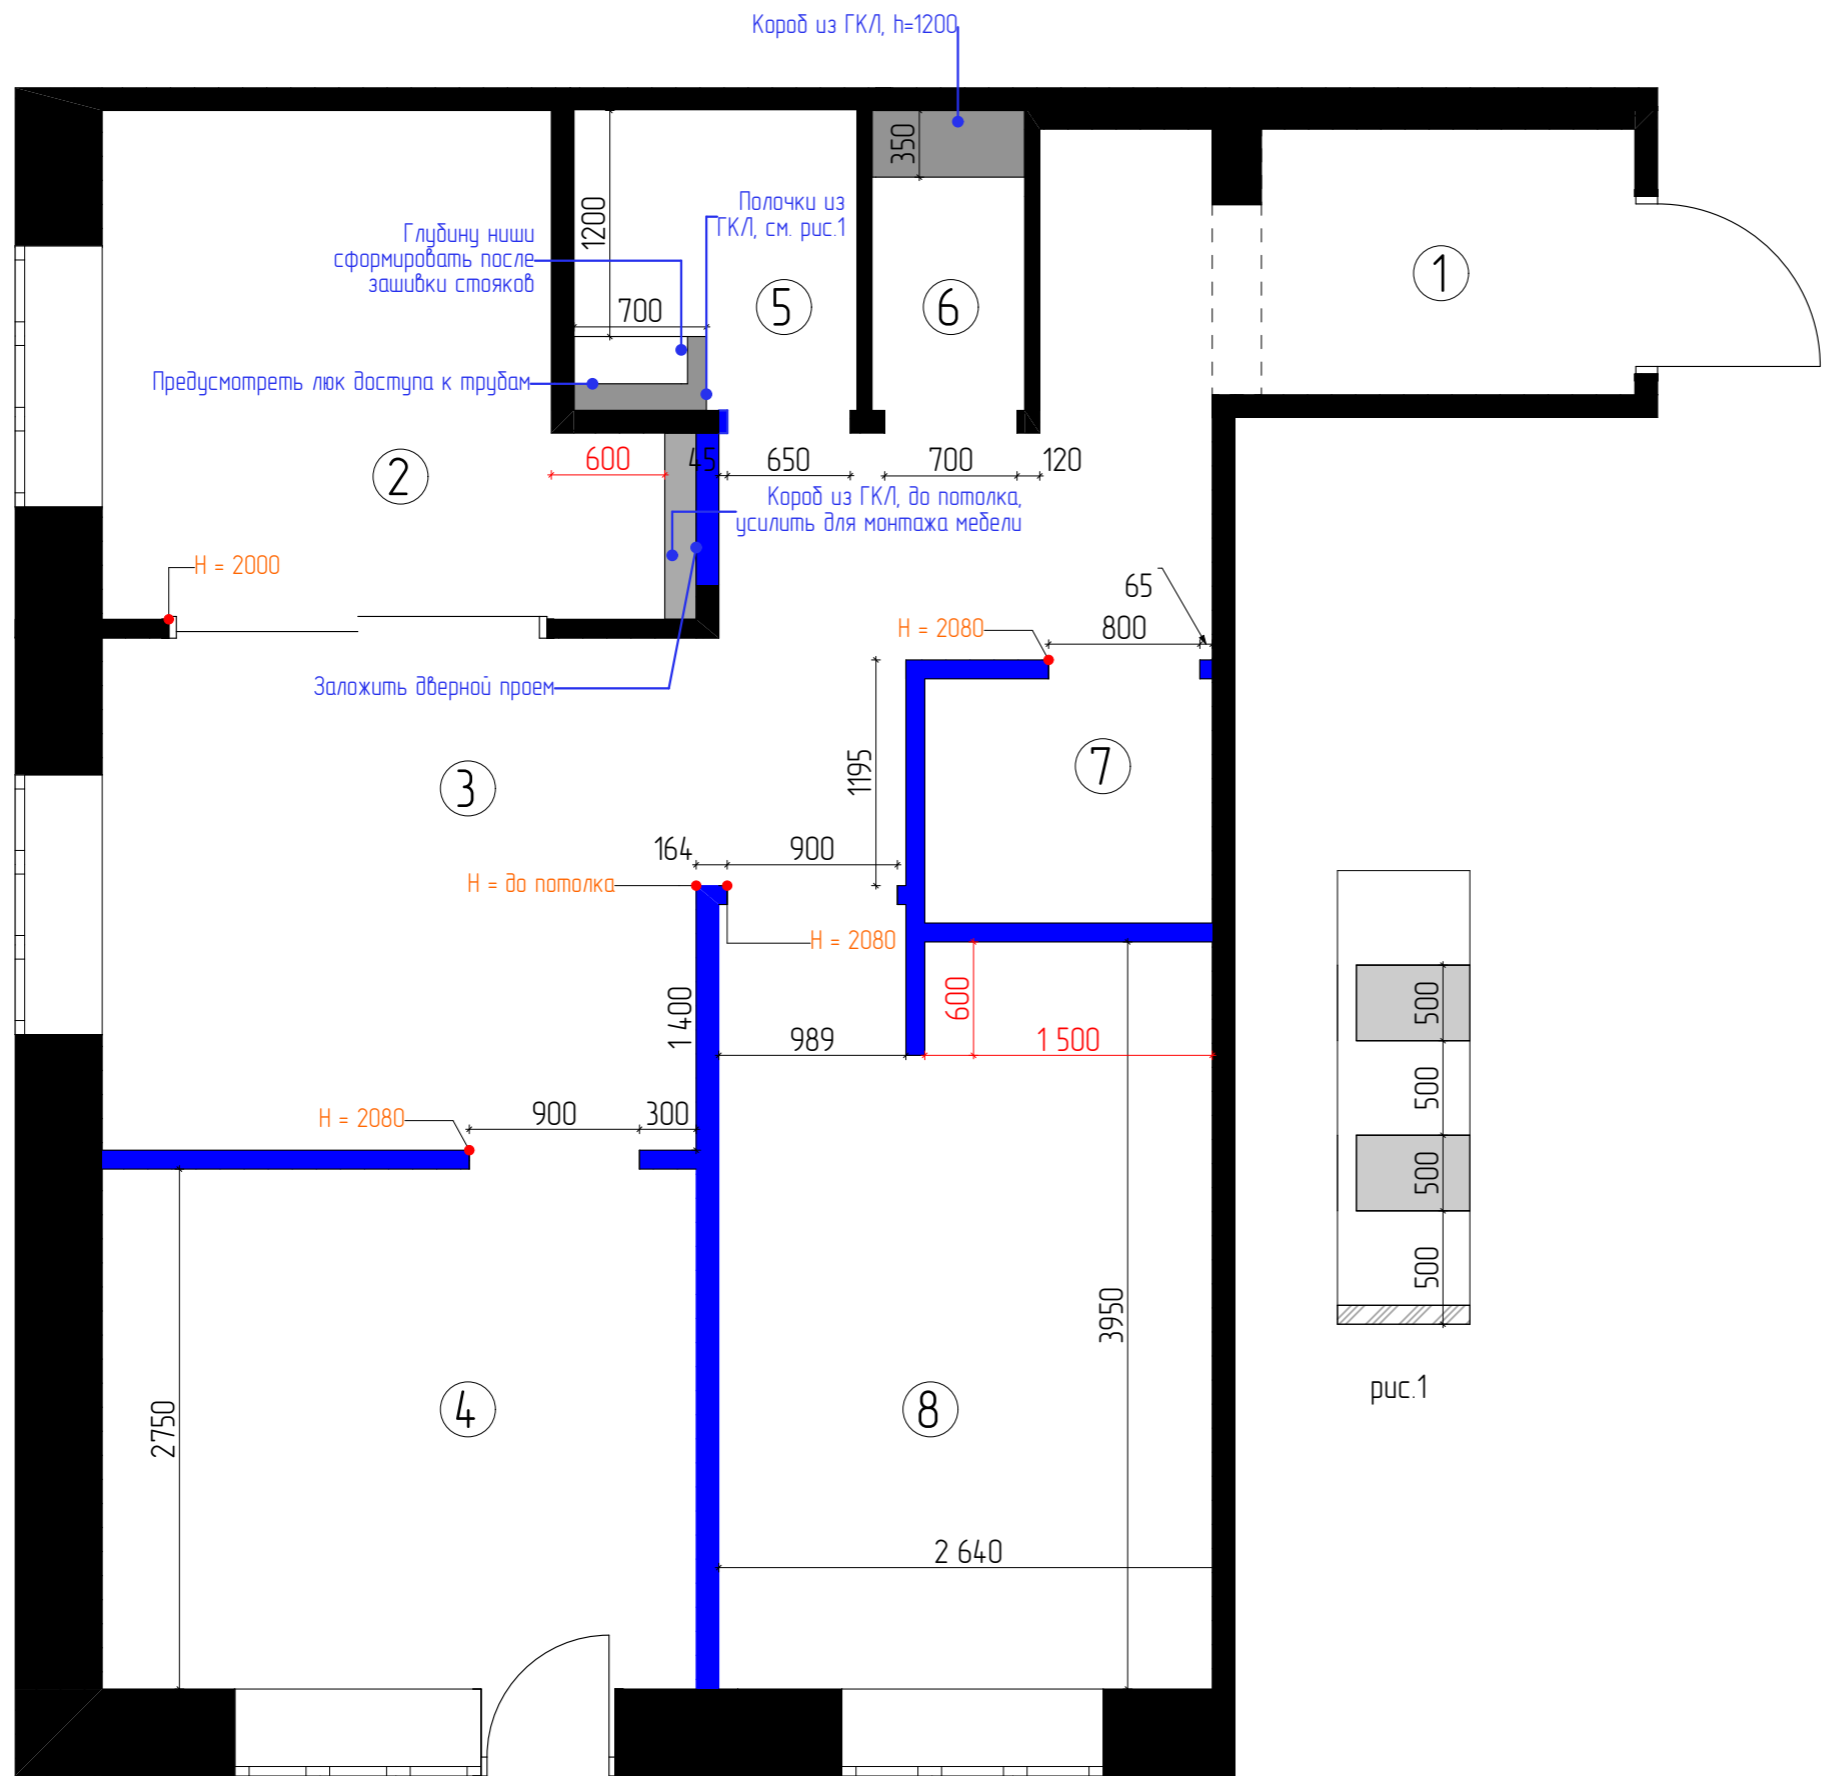 Короб из ГКЛ, h=1200
350
1200
Полочки из
ГКЛ, см. рис.1
Глубину ниши
сформировать после
зашивки стояков
700
5
6
1
Предусмотреть люк доступа к трубам
2
600
45
650
700
120
Короб из ГКЛ, до потолка,
усилить для монтажа мебели
H = 2000
65
H = 2080
800
Заложить дверной проем
3
1195
7
164
900
H = до потолка
H = 2080
1 400
989
600
1 500
500
500
500
500
H = 2080
900
300
2750
4
8
3950
рис.1
2 640